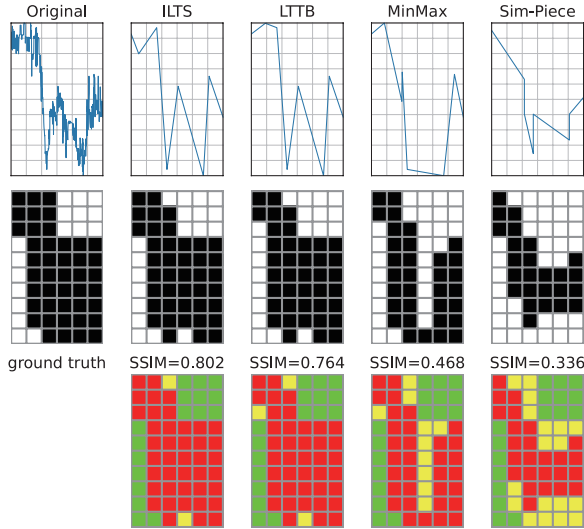 Original ILTS LTTB MinMax Sim-Piece
ground truth SSIM=0.802 SSIM=0.764 SSIM=0.468 SSIM=0.336